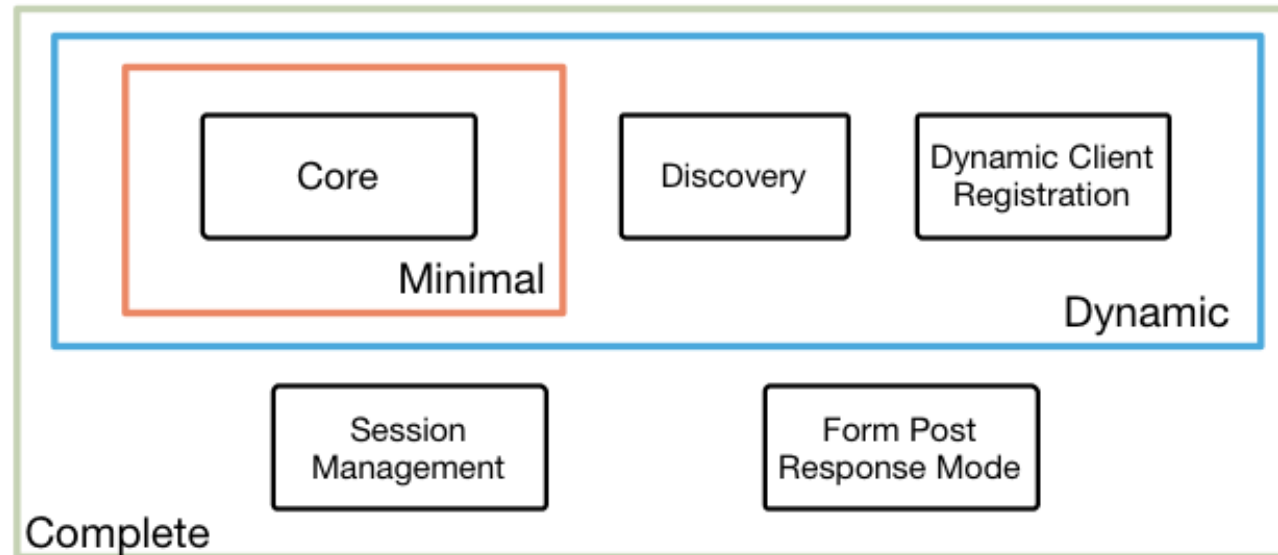 Core
Discovery
Dynamic Client
Registration
Minimal
Dynamic
Session
Management
Form Post
Response Mode
Complete